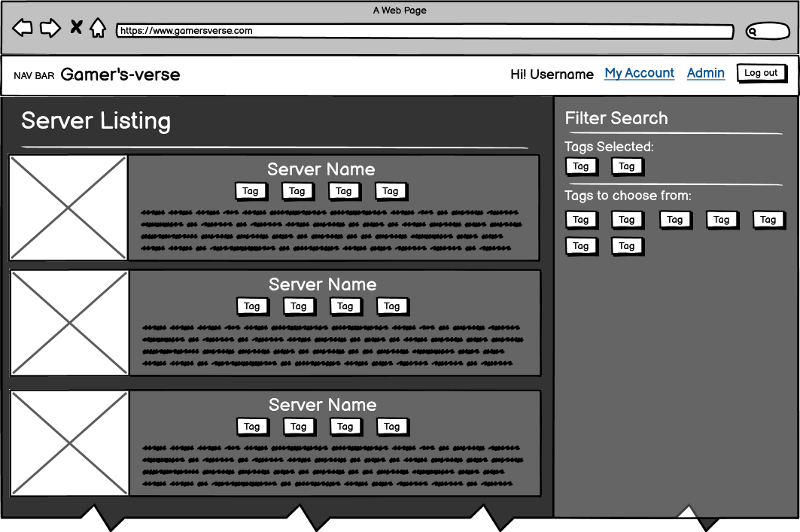 A Web Page
https://www.gamersverse.com
NAV BAR Gamer's-verse Hi! Username My Account Admin Log out
Server Listing
Server Name
Tag Tag Tag Tag
Server Name
Tag Tag Tag Tag
Server Name
Tag Tag Tag Tag
Filter Search
Tags Selected:
Tag Tag
Tags to choose from:
Tag Tag Tag Tag Tag
Tag Tag